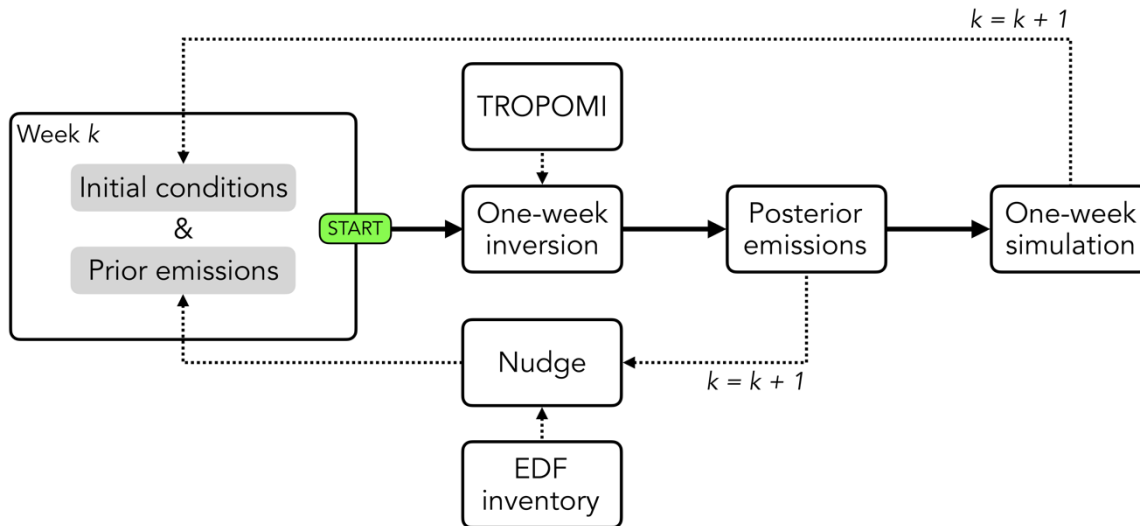 k = k + 1
TROPOMI
Week k
Initial conditions
&
Prior emissions
START
One-week
inversion
Posterior
emissions
One-week
simulation
Nudge
k = k + 1
EDF
inventory